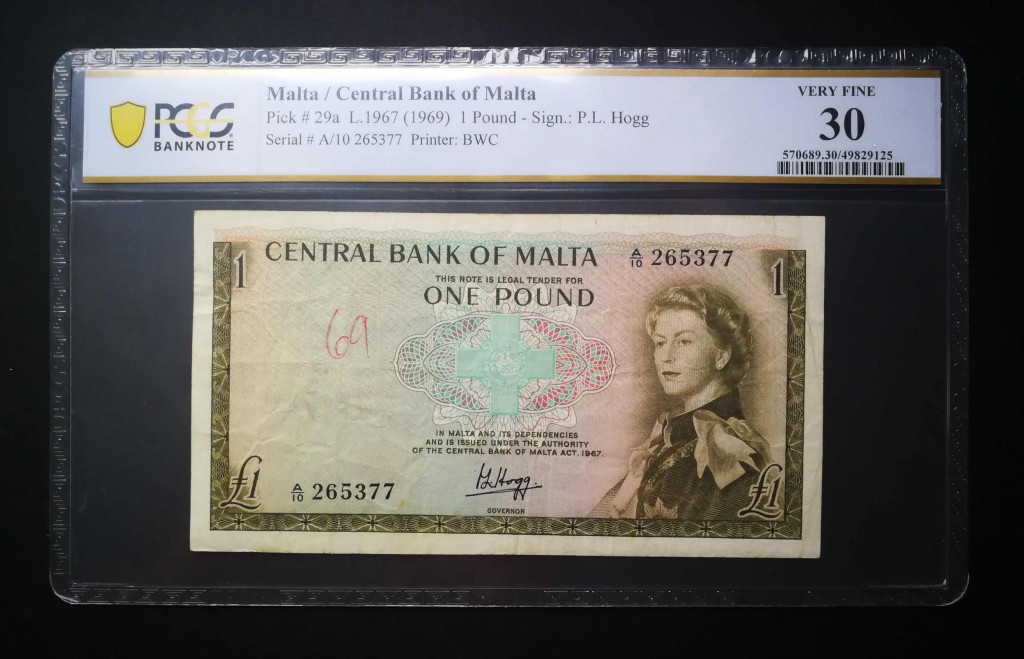 PCGS
BANKNOTE
Malta / Central Bank of Malta
Pick # 29a L.1967 (1969) 1 Pound - Sign.: P.L. Hogg
Serial # A/10 265377 Printer: BWC
VERY FINE
30
570689.30/49829125
1
CENTRAL BANK OF MALTA
A/10 265377
1
THIS NOTE IS LEGAL TENDER FOR
ONE POUND
69
IN MALTA AND ITS DEPENDENCIES
AND IS ISSUED UNDER THE AUTHORITY
OF THE CENTRAL BANK OF MALTA ACT. 1967.
£1
A/10 265377
P L Hogg.
GOVERNOR
£1